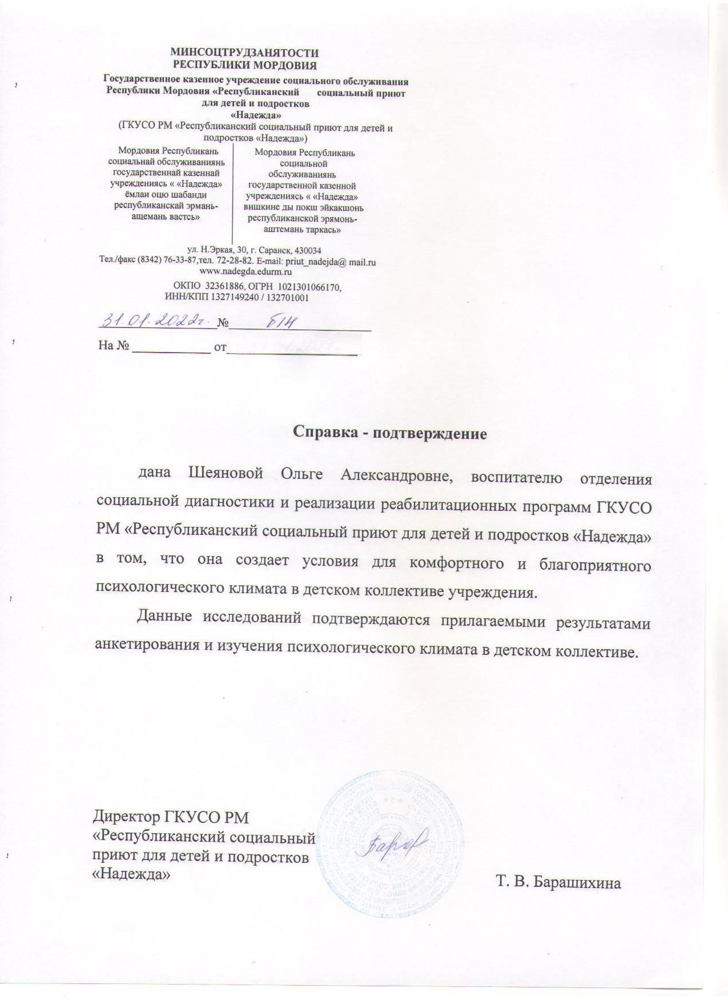 МИНСОЦТРУДЗАНЯТОСТИ
РЕСПУБЛИКИ МОРДОВИЯ
Государственное казенное учреждение социального обслуживания
Республики Мордовия «Республиканский социальный приют
для детей и подростков
«Надежда»
(ГКУСО РМ «Республиканский социальный приют для детей и
подростков «Надежда»)
Мордовия Республикань
социальнай обслуживаниянь
государственнай казеннай
учреждениясь « «Надежда»
ёмлаи оцю шабанди
республиканскай эрмань-
ащемань вастсь»
Мордовия Республикань
социальной
обслуживаниянь
государственной казенной
учреждениясь « «Надежда»
вишкине ды покш эйкакшонь
республиканской эрямонь-
аштемань таркась»
ул. Н.Эркая, 30, г. Саранск, 430034
Тел./факс (8342) 76-33-87,тел. 72-28-82. E-mail: priut_nadejda@ mail.ru
www.nadegda.edurm.ru
ОКПО 32361886, ОГРН 1021301066170,
ИНН/КПП 1327149240 / 132701001
31.01.2022г. № б/н
На № от
Справка - подтверждение
дана Шеяновой Ольге Александровне, воспитателю отделения
социальной диагностики и реализации реабилитационных программ ГКУСО
РМ «Республиканский социальный приют для детей и подростков «Надежда»
в том, что она создает условия для комфортного и благоприятного
психологического климата в детском коллективе учреждения.
Данные исследований подтверждаются прилагаемыми результатами
анкетирования и изучения психологического климата в детском коллективе.
Директор ГКУСО РМ
«Республиканский социальный
приют для детей и подростков
«Надежда»
Т. В. Барашихина